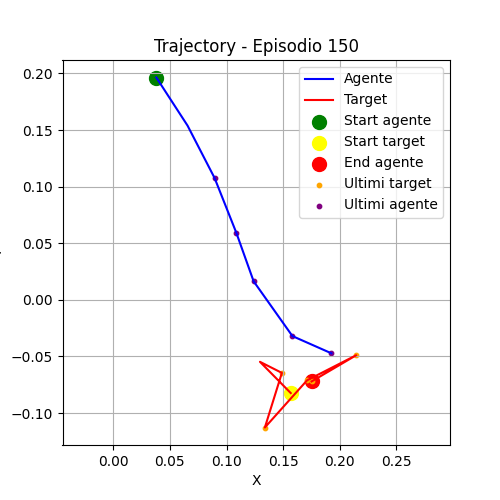 Trajectory - Episodio 150
Agente
Target
Start agente
Start target
End agente
Ultimi target
Ultimi agente
0.20
0.15
0.10
0.05
0.00
−0.05
−0.10
0.00 0.05 0.10 0.15 0.20 0.25
X